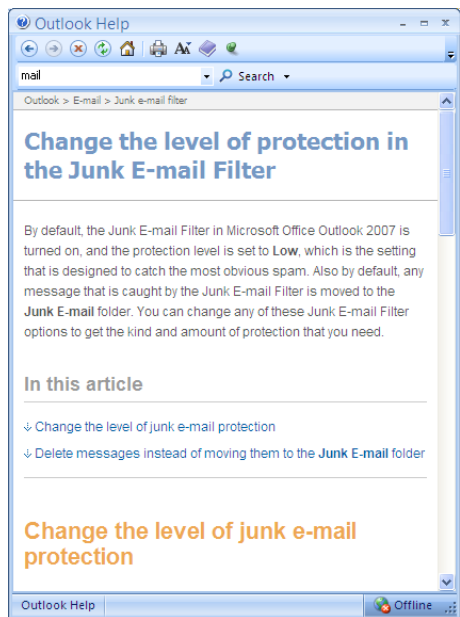 Outlook Help
mail
Search
Outlook > E-mail > Junk e-mail filter
Change the level of protection in
the Junk E-mail Filter
By default, the Junk E-mail Filter in Microsoft Office Outlook 2007 is
turned on, and the protection level is set to Low, which is the setting
that is designed to catch the most obvious spam. Also by default, any
message that is caught by the Junk E-mail Filter is moved to the
Junk E-mail folder. You can change any of these Junk E-mail Filter
options to get the kind and amount of protection that you need.
In this article
Change the level of junk e-mail protection
Delete messages instead of moving them to the Junk E-mail folder
Change the level of junk e-mail
protection
Outlook Help
Offline